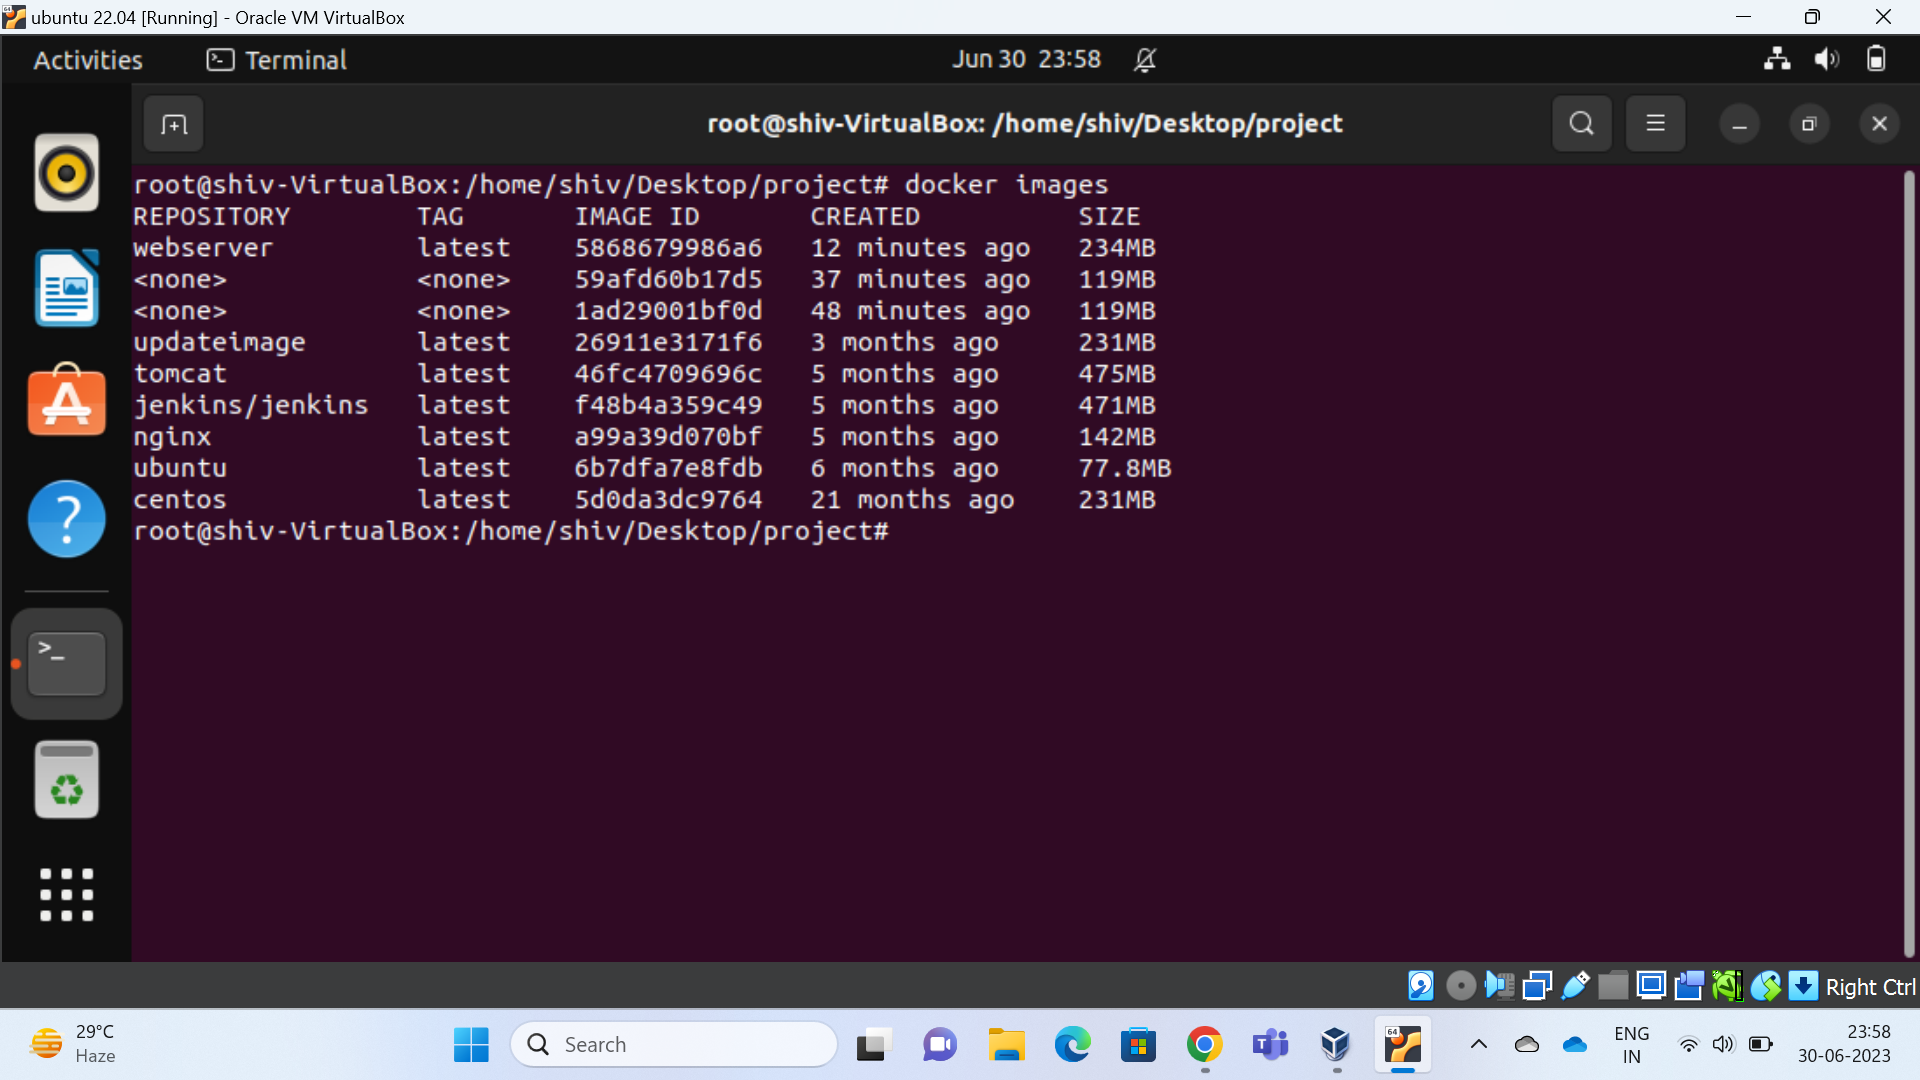 ubuntu 22.04 [Running] - Oracle VM VirtualBox
Activities Terminal Jun 30 23:58
root@shiv-VirtualBox: /home/shiv/Desktop/project
root@shiv-VirtualBox:/home/shiv/Desktop/project# docker images
REPOSITORY TAG IMAGE ID CREATED SIZE
webserver latest 5868679986a6 12 minutes ago 234MB
<none> <none> 59afd60b17d5 37 minutes ago 119MB
<none> <none> 1ad29001bf0d 48 minutes ago 119MB
updateimage latest 26911e3171f6 3 months ago 231MB
tomcat latest 46fc4709696c 5 months ago 475MB
jenkins/jenkins latest f48b4a359c49 5 months ago 471MB
nginx latest a99a39d070bf 5 months ago 142MB
ubuntu latest 6b7dfa7e8fdb 6 months ago 77.8MB
centos latest 5d0da3dc9764 21 months ago 231MB
root@shiv-VirtualBox:/home/shiv/Desktop/project#
Right Ctrl
29°C
Haze
Search
64
ENG
IN
23:58
30-06-2023